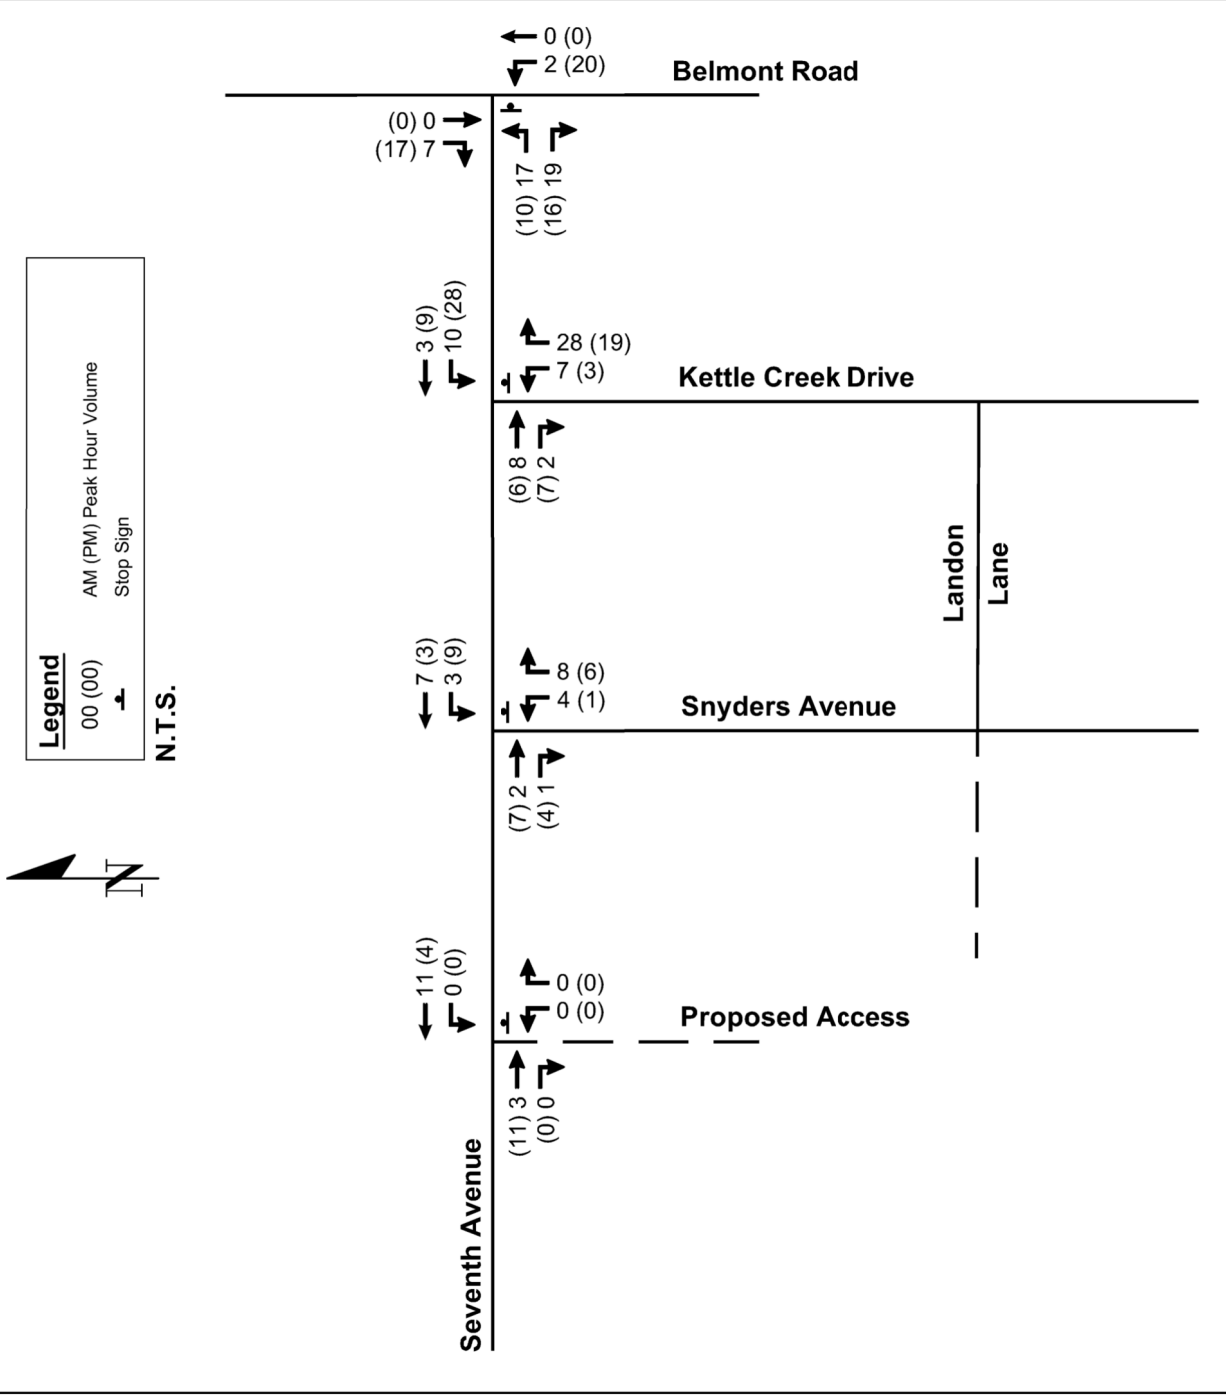 0 (0)
2 (20)
Belmont Road
(0) 0
(17) 7
(10) 17
(16) 19
3 (9)
10 (28)
28 (19)
7 (3)
Kettle Creek Drive
(6) 8
(7) 2
Legend
00 (00) AM (PM) Peak Hour Volume
Stop Sign
N.T.S.
N
Landon
Lane
7 (3)
3 (9)
8 (6)
4 (1)
Snyders Avenue
(7) 2
(4) 1
11 (4)
0 (0)
0 (0)
0 (0)
Proposed Access
(11) 3
(0) 0
Seventh Avenue